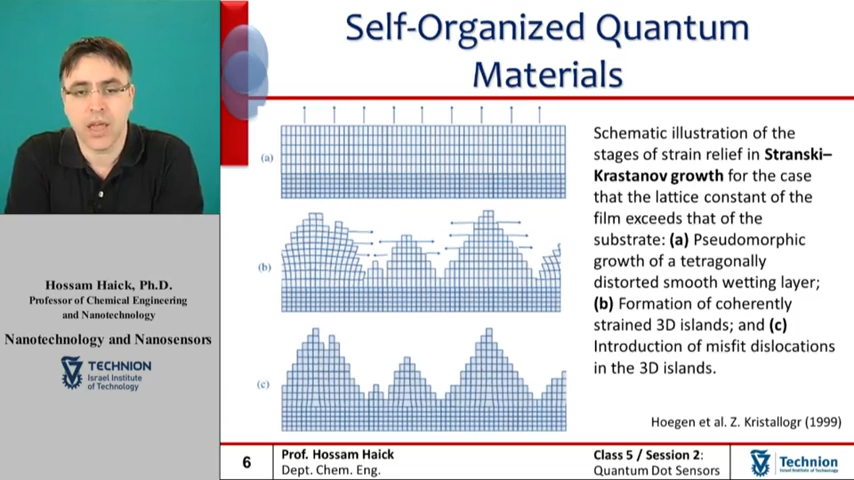 Self-Organized Quantum
Materials
(a)
(b)
(c)
Schematic illustration of the
stages of strain relief in Stranski–
Krastanov growth for the case
that the lattice constant of the
film exceeds that of the
substrate: (a) Pseudomorphic
growth of a tetragonally
distorted smooth wetting layer;
(b) Formation of coherently
strained 3D islands; and (c)
Introduction of misfit dislocations
in the 3D islands.
Hoegen et al. Z. Kristallogr (1999)
Hossam Haick, Ph.D.
Professor of Chemical Engineering
and Nanotechnology
Nanotechnology and Nanosensors
TECHNION
Israel Institute
of Technology
6
Prof. Hossam Haick
Dept. Chem. Eng.
Class 5 / Session 2:
Quantum Dot Sensors
Technion
Israel Institute of Technology